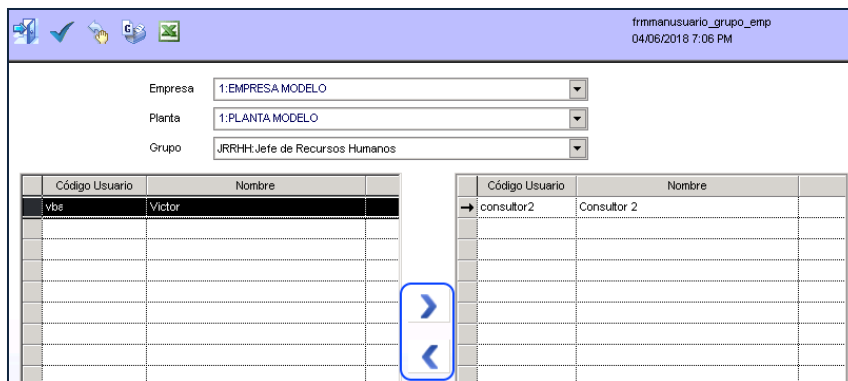 frmmanusuario_grupo_emp
04/06/2018 7:06 PM
Empresa 1:EMPRESA MODELO
Planta 1:PLANTA MODELO
Grupo JRRHH:Jefe de Recursos Humanos
Código Usuario Nombre Código Usuario Nombre
vbs Victor consultor2 Consultor 2